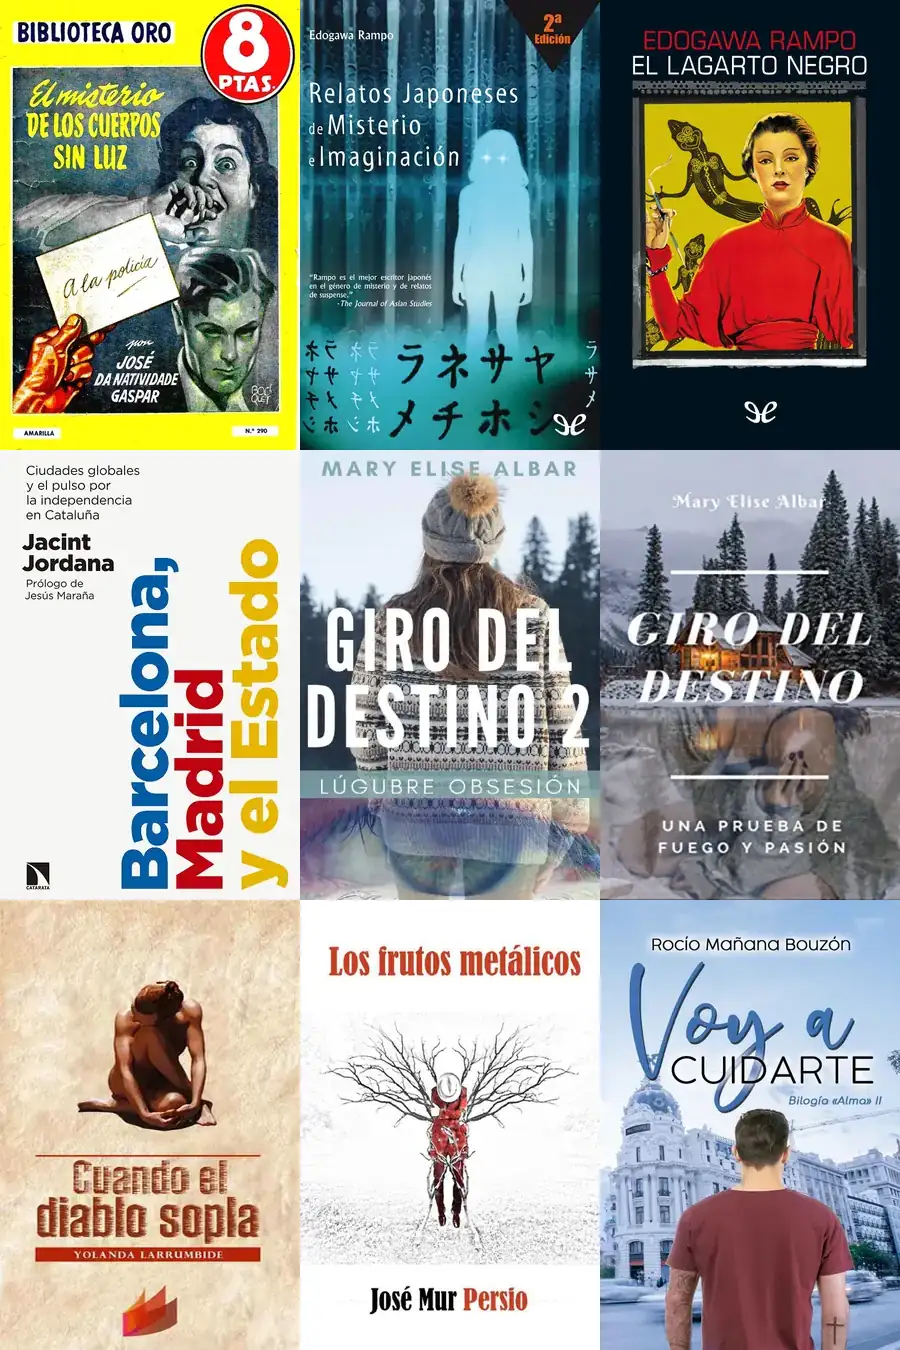 BIBLIOTECA ORO
8
PTAS.
El misterio
DE LOS CUERPOS
SIN LUZ
A la policía
por
JOSÉ
DA NATIVIDADE
GASPAR
BOCQUET
AMARILLA
N.º 290
Edogawa Rampo
2ª
Edición
Relatos Japoneses
de Misterio
e Imaginación
“Rampo es el mejor escritor japonés
en el género de misterio y de relatos
de suspense.”
-The Journal of Asian Studies
ラネサヤ
メチホシ
EDOGAWA RAMPO
EL LAGARTO NEGRO
Ciudades globales
y el pulso por
la independencia
en Cataluña
Jacint
Jordana
Prólogo de
Jesús Maraña
Barcelona,
Madrid
y el Estado
CATARATA
MARY ELISE ALBAR
GIRO DEL
DESTINO 2
LÚGUBRE OBSESIÓN
Mary Elise Albar
GIRO DEL
DESTINO
UNA PRUEBA DE
FUEGO Y PASIÓN
Cuando el
diablo sopla
YOLANDA LARRUMBIDE
Los frutos metálicos
José Mur Persio
Rocío Mañana Bouzón
Voy a
CUIDARTE
Bilogía «Alma» II